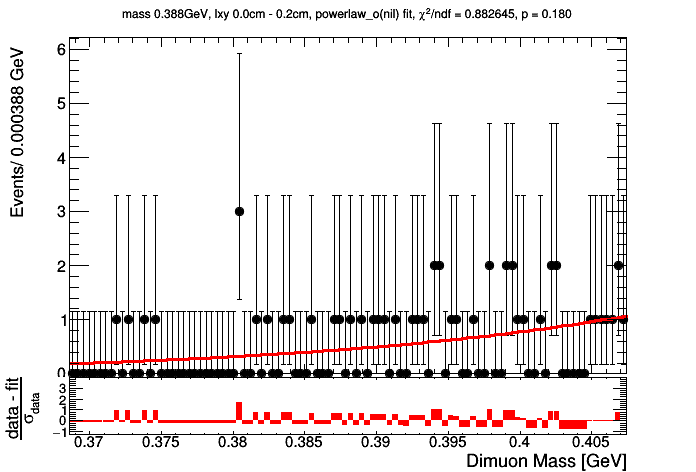 mass 0.388GeV, lxy 0.0cm - 0.2cm, powerlaw_o(nil) fit, χ²/ndf = 0.882645, p = 0.180
Events/ 0.000388 GeV
6
5
4
3
2
1
0
data - fit
σdata
3
2
1
0
−1
0.37 0.375 0.38 0.385 0.39 0.395 0.4 0.405
Dimuon Mass [GeV]